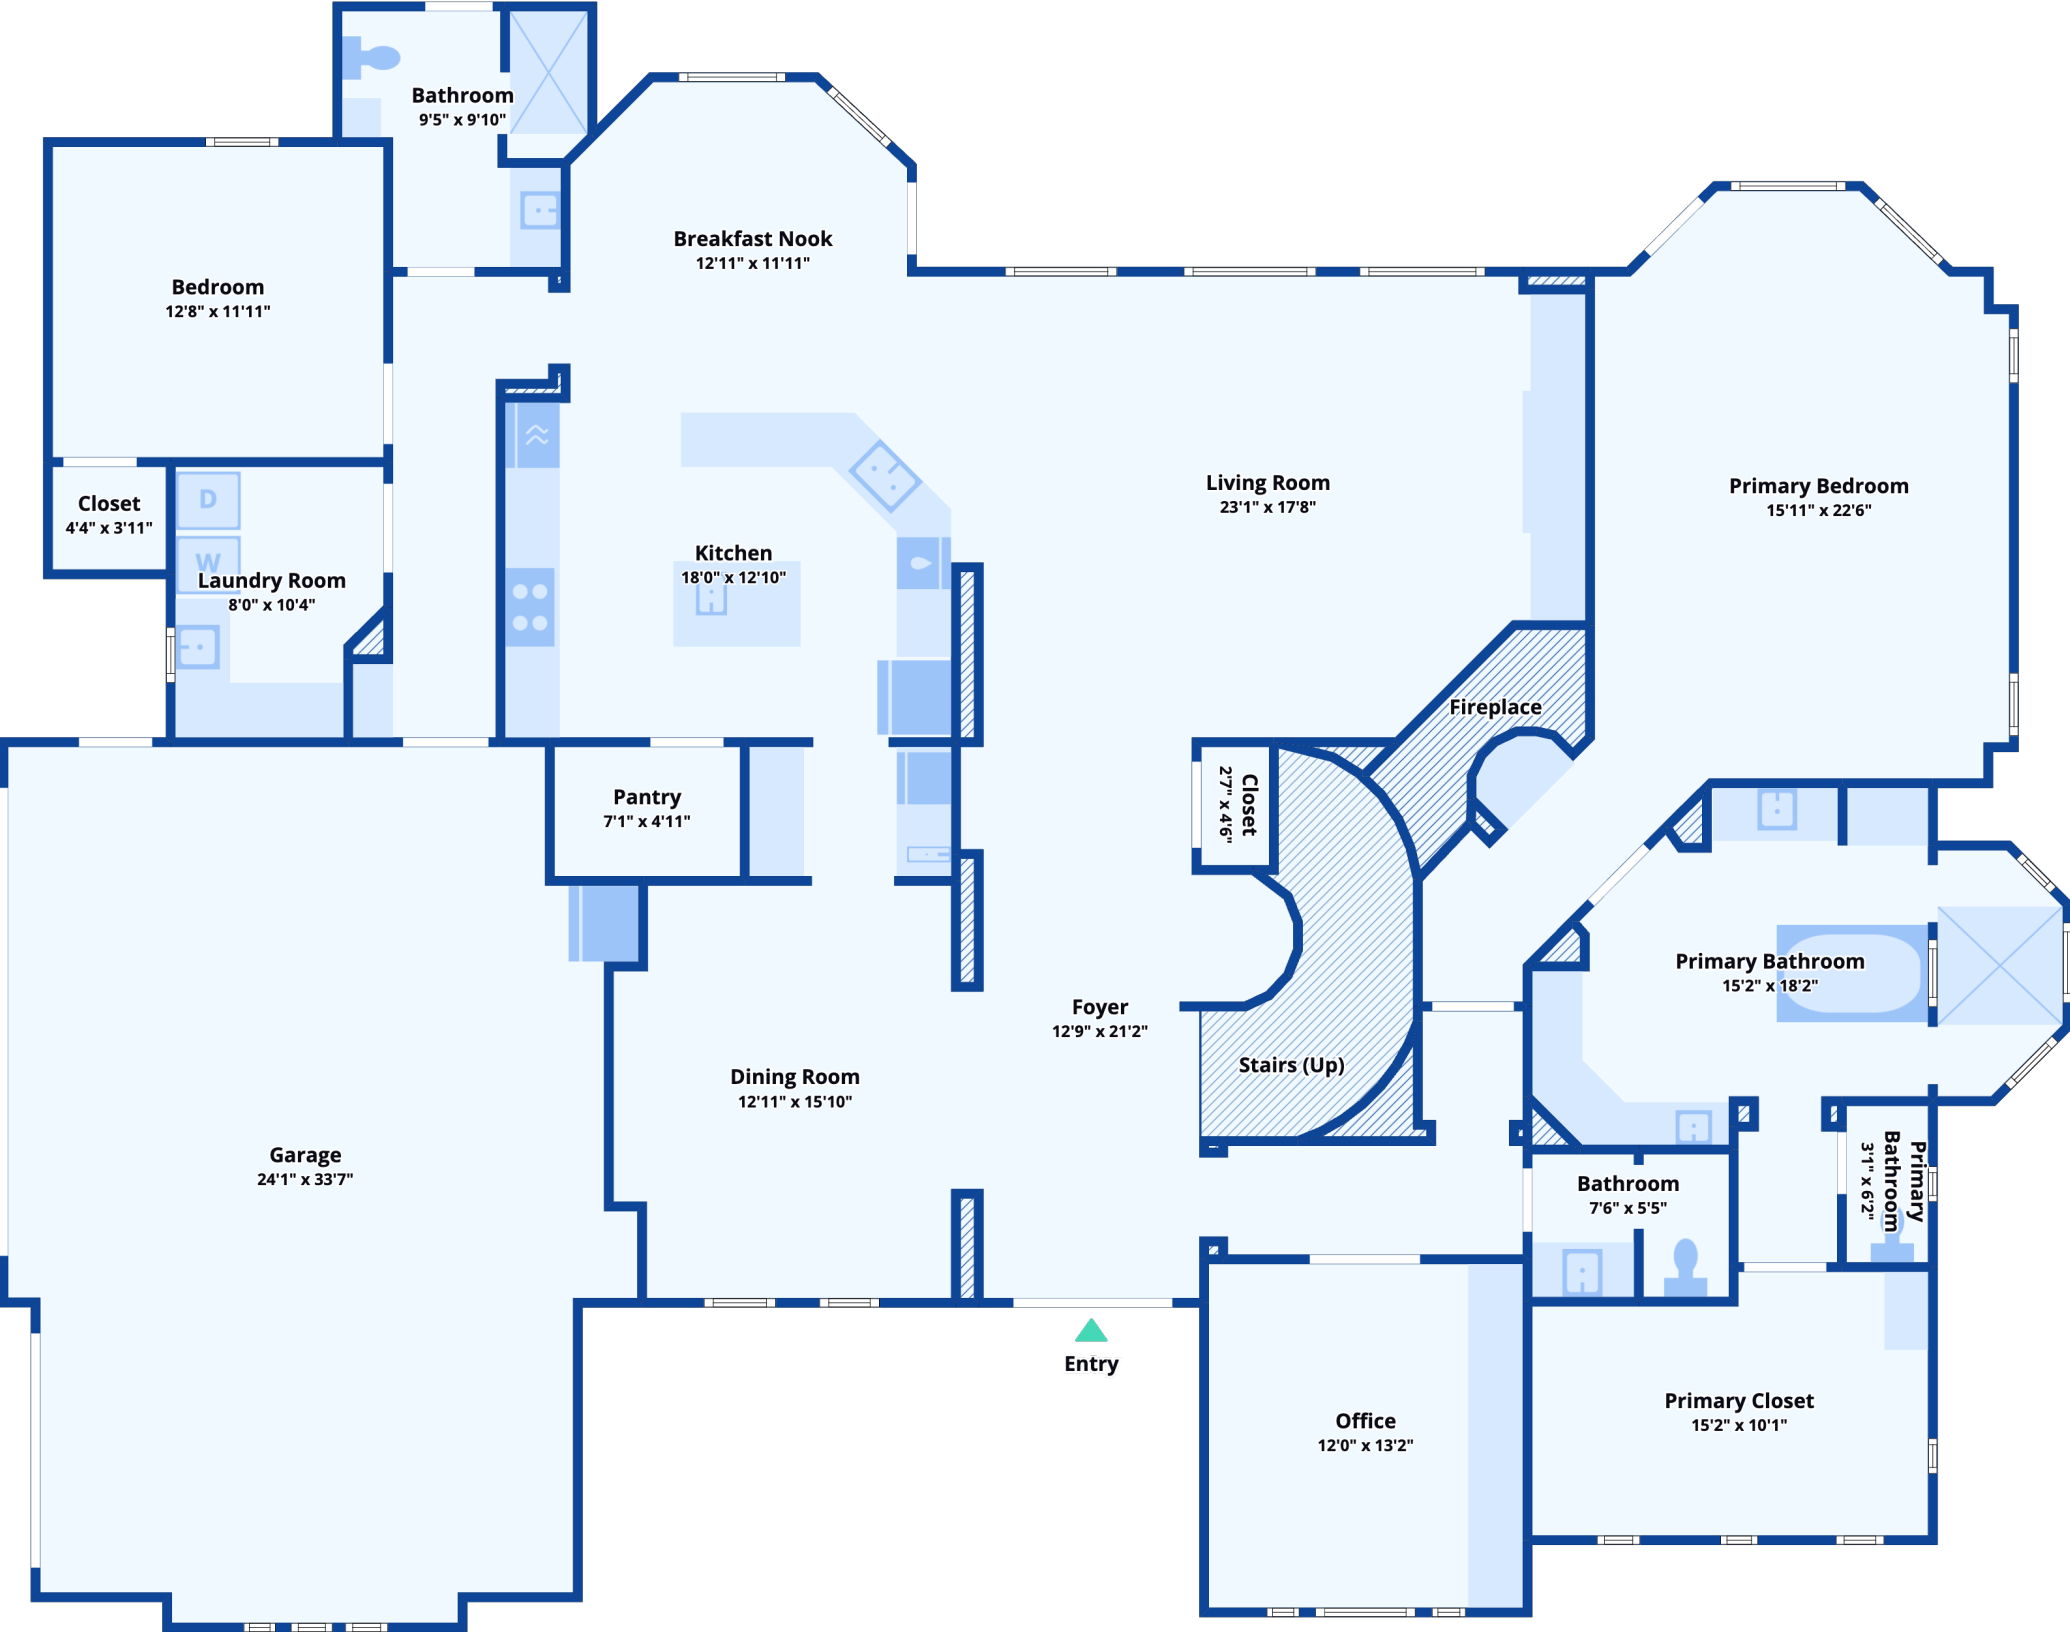 Bathroom
9'5" x 9'10"
Breakfast Nook
12'11" x 11'11"
Bedroom
12'8" x 11'11"
Living Room
23'1" x 17'8"
Primary Bedroom
15'11" x 22'6"
Closet
4'4" x 3'11"
D
W
Laundry Room
8'0" x 10'4"
Kitchen
18'0" x 12'10"
Fireplace
Pantry
7'1" x 4'11"
Closet
2'7" x 4'6"
Primary Bathroom
15'2" x 18'2"
Foyer
12'9" x 21'2"
Stairs (Up)
Dining Room
12'11" x 15'10"
Garage
24'1" x 33'7"
Bathroom
7'6" x 5'5"
Primary
Bathroom
3'1" x 6'2"
Entry
Office
12'0" x 13'2"
Primary Closet
15'2" x 10'1"